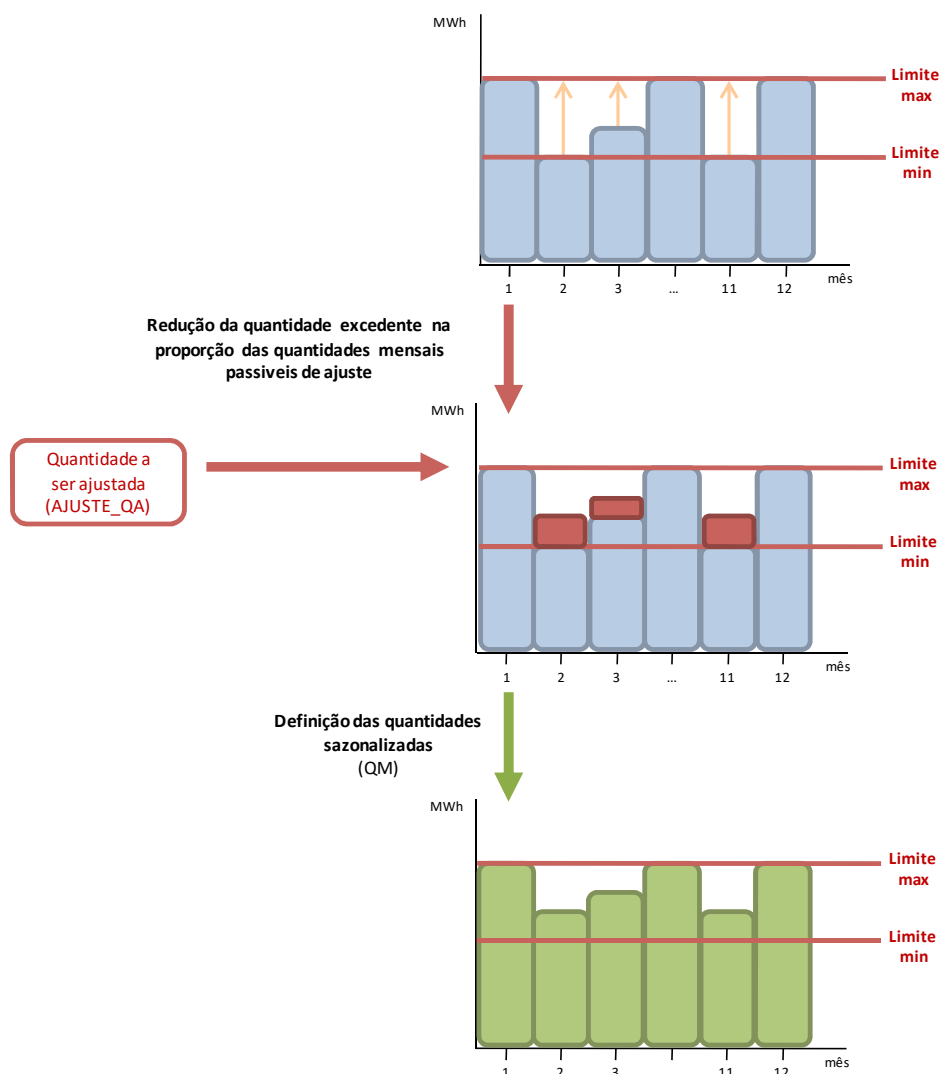 MWh
Limite
max
Limite
min
mês
1 2 3 ... 11 12
Redução da quantidade excedente na
proporção das quantidades mensais
passiveis de ajuste
MWh
Quantidade a
ser ajustada
(AJUSTE_QA)
Limite
max
Limite
min
mês
1 2 3 ... 11 12
Definição das quantidades
sazonalizadas
(QM)
MWh
Limite
max
Limite
min
mês
1 2 3 11 12